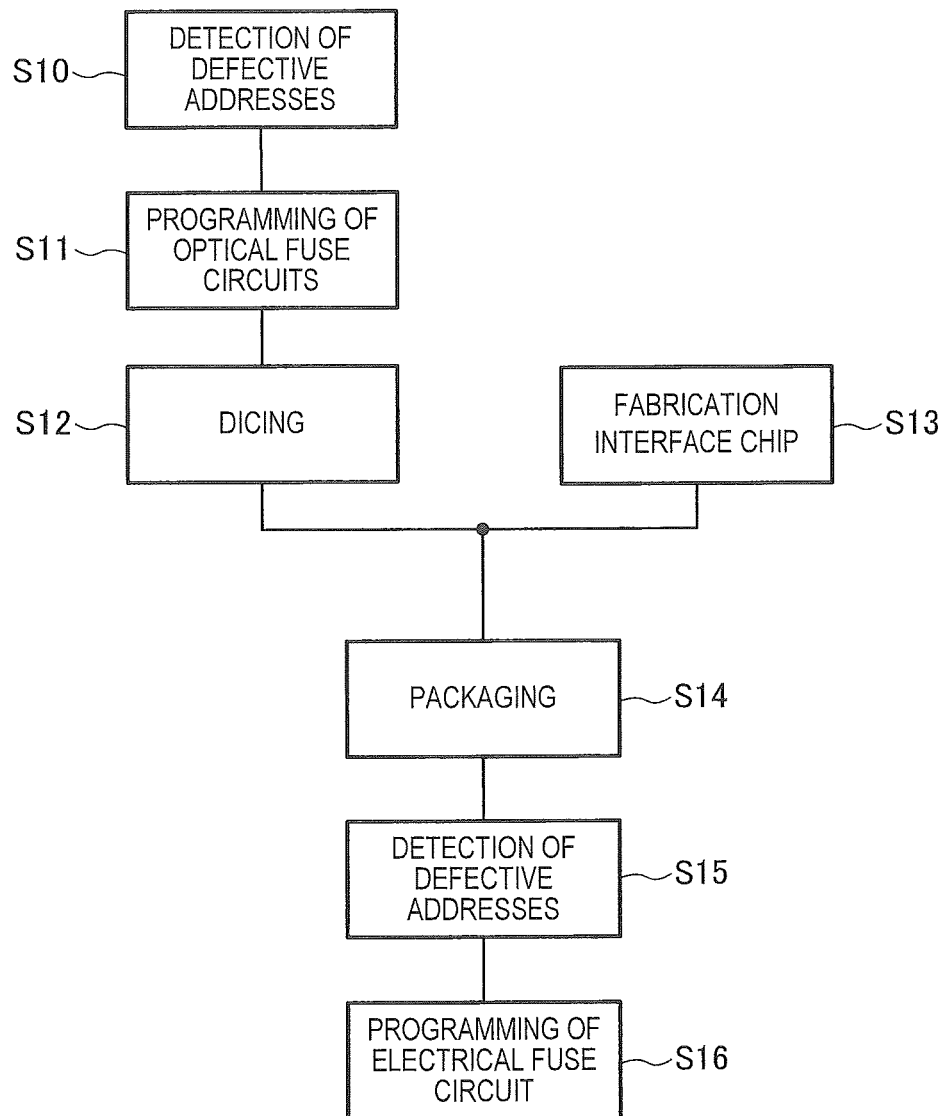 S10
DETECTION OF
DEFECTIVE
ADDRESSES
S11
PROGRAMMING OF
OPTICAL FUSE
CIRCUITS
S12
DICING
FABRICATION
INTERFACE CHIP
S13
PACKAGING
S14
DETECTION OF
DEFECTIVE
ADDRESSES
S15
PROGRAMMING OF
ELECTRICAL FUSE
CIRCUIT
S16